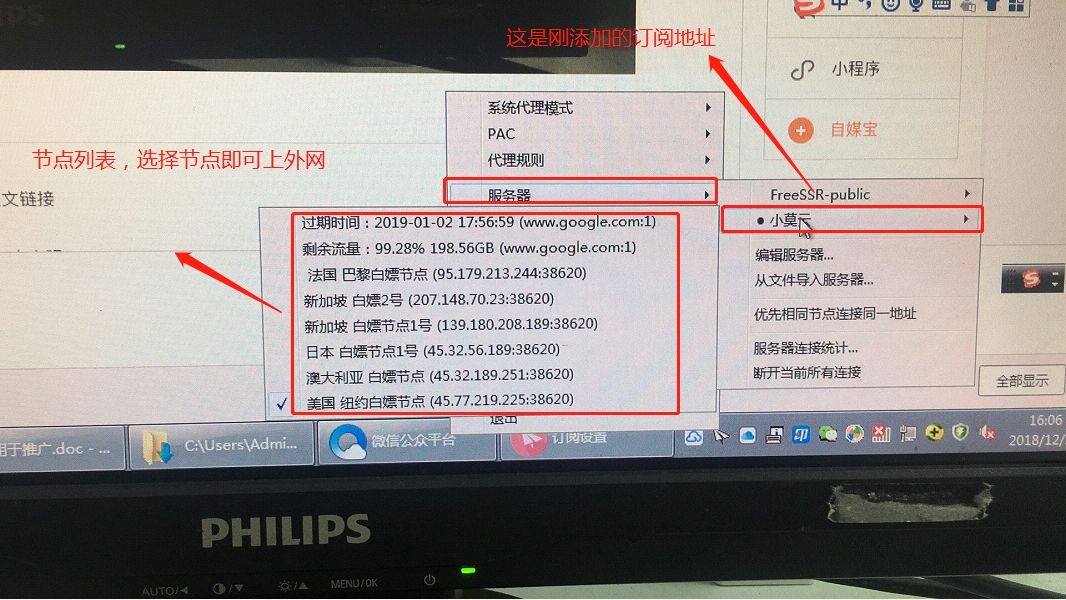 这是刚添加的订阅地址
中
小程序
自媒宝
节点列表，选择节点即可上外网
文链接
系统代理模式
PAC
代理规则
服务器
FreeSSR-public
小莫云
编辑服务器...
从文件导入服务器...
优先相同节点连接同一地址
服务器连接统计...
断开当前所有连接
过期时间：2019-01-02 17:56:59 (www.google.com:1)
剩余流量：99.28% 198.56GB (www.google.com:1)
法国 巴黎白嫖节点 (95.179.213.244:38620)
新加坡 白嫖2号 (207.148.70.23:38620)
新加坡 白嫖节点1号 (139.180.208.189:38620)
日本 白嫖节点1号 (45.32.56.189:38620)
澳大利亚 白嫖节点 (45.32.189.251:38620)
美国 纽约白嫖节点 (45.77.219.225:38620)
退出
全部显示
用于推广.doc - ...
C:\Users\Admi...
微信公众平台
订阅设置
16:06
2018/12/
PHILIPS
AUTO/◄
/▼
/▲
MENU/OK